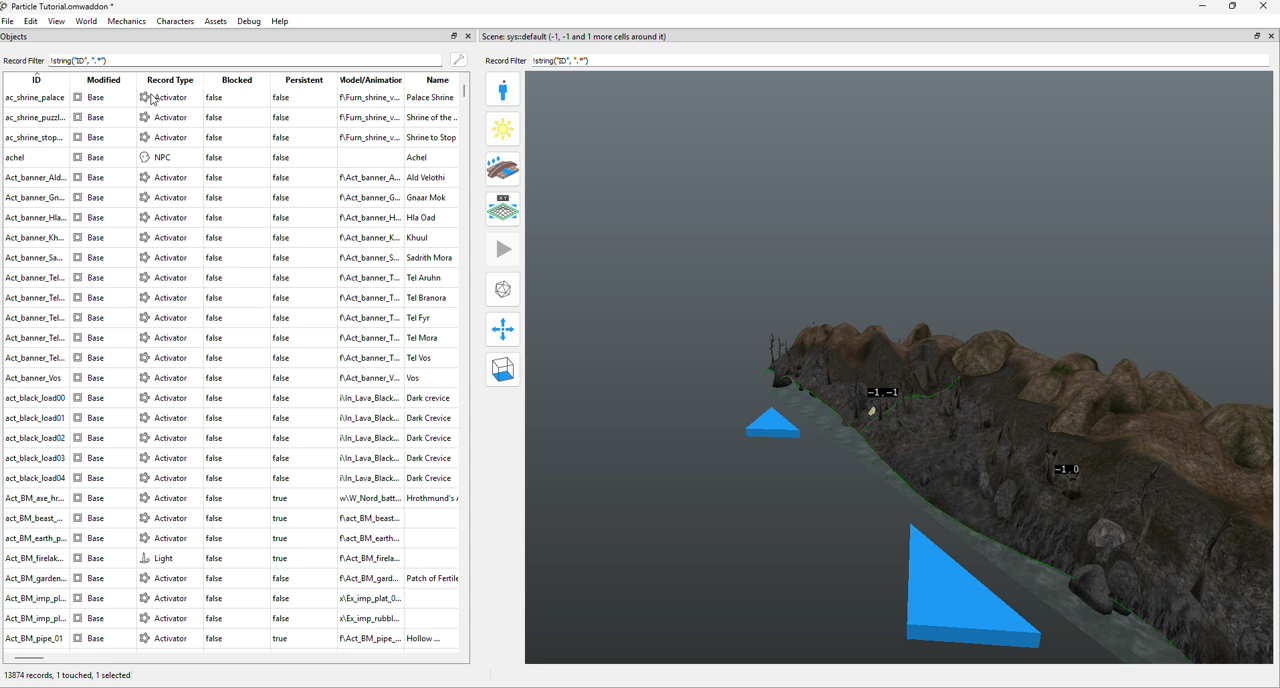 Particle Tutorial.omwaddon *
File Edit View World Mechanics Characters Assets Debug Help
Objects
Scene: sys::default (-1, -1 and 1 more cells around it)
Record Filter !string("ID", ".*")
Record Filter !string("ID", ".*")
ID Modified Record Type Blocked Persistent Model/Animation Name
ac_shrine_palace Base Activator false false f\Furn_shrine_v... Palace Shrine
ac_shrine_puzzl... Base Activator false false f\Furn_shrine_v... Shrine of the ..
ac_shrine_stop... Base Activator false false f\Furn_shrine_v... Shrine to Stop
achel Base NPC false false Achel
Act_banner_Ald... Base Activator false false f\Act_banner_A... Ald Velothi
Act_banner_Gn... Base Activator false false f\Act_banner_G... Gnaar Mok
Act_banner_Hla... Base Activator false false f\Act_banner_H... Hla Oad
Act_banner_Kh... Base Activator false false f\Act_banner_K... Khuul
Act_banner_Sa... Base Activator false false f\Act_banner_S... Sadrith Mora
Act_banner_Tel... Base Activator false false f\Act_banner_T... Tel Aruhn
Act_banner_Tel... Base Activator false false f\Act_banner_T... Tel Branora
Act_banner_Tel... Base Activator false false f\Act_banner_T... Tel Fyr
Act_banner_Tel... Base Activator false false f\Act_banner_T... Tel Mora
Act_banner_Tel... Base Activator false false f\Act_banner_T... Tel Vos
Act_banner_Vos Base Activator false false f\Act_banner_V... Vos
act_black_load00 Base Activator false false i\In_Lava_Black... Dark crevice
act_black_load01 Base Activator false false i\In_Lava_Black... Dark Crevice
act_black_load02 Base Activator false false i\In_Lava_Black... Dark Crevice
act_black_load03 Base Activator false false i\In_Lava_Black... Dark Crevice
act_black_load04 Base Activator false false i\In_Lava_Black... Dark Crevice
Act_BM_axe_hr... Base Activator false true w\W_Nord_batt... Hrothmund's
act_BM_beast_... Base Activator false true f\act_BM_beast...
act_BM_earth_p... Base Activator false true f\act_BM_earth...
Act_BM_firelak... Base Light false true f\Act_BM_firela...
Act_BM_garden... Base Activator false false f\Act_BM_gard... Patch of Fertile
Act_BM_imp_pl... Base Activator false false x\Ex_imp_plat_0...
Act_BM_imp_pl... Base Activator false false x\Ex_imp_rubbl...
Act_BM_pipe_01 Base Activator false true f\Act_BM_pipe_... Hollow ...
X Y
-1,-1
-1,0
13874 records, 1 touched, 1 selected